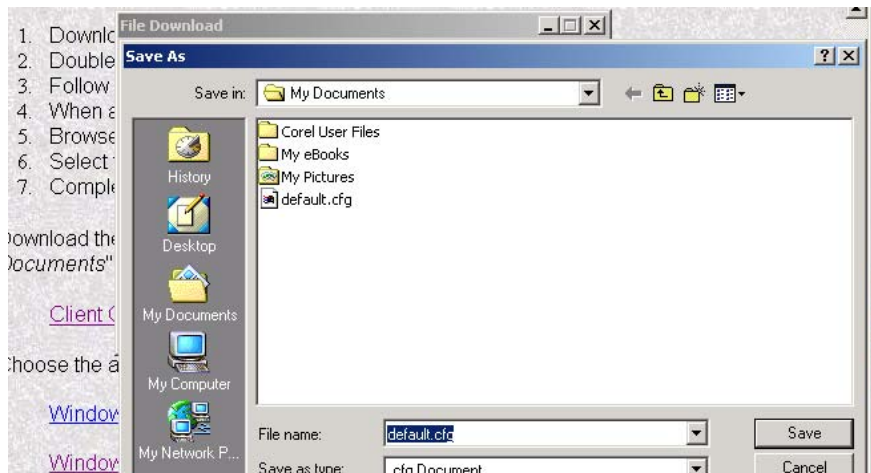 File Download
1. Downlo
2. Double
3. Follow
4. When a
5. Browse
6. Select
7. Comple
ownload the
ocuments"
Client
hoose the a
Window
Window
Save As
Save in:
My Documents
History
Desktop
My Documents
My Computer
My Network P...
Corel User Files
My eBooks
My Pictures
default.cfg
File name:
default.cfg
Save
Save as type:
.cfg Document
Cancel